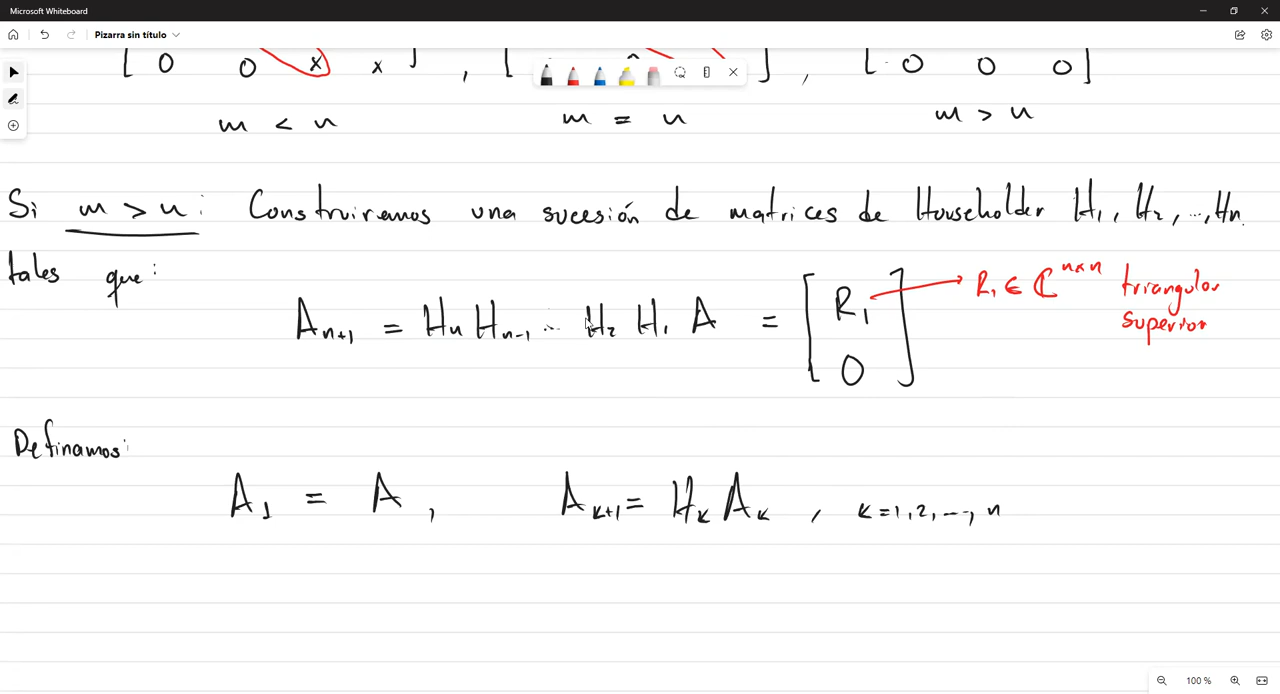 Microsoft Whiteboard
Pizarra sin título
[ 0 0 x x ] , [ ] , [ 0 0 0 ]
m < n m = n m > n
Si m > n : Construiremos una sucesión de matrices de Householder H₁, H₂, ..., Hn.
tales que:
Aₙ₊₁ = Hₙ Hₙ₋₁ ... H₂ H₁ A = [ R₁ 0 ] → R₁ ∈ ℂⁿˣⁿ triangular superior
Definamos:
A₁ = A , Aₖ₊₁ = Hₖ Aₖ , k = 1, 2, ..., n
100 %